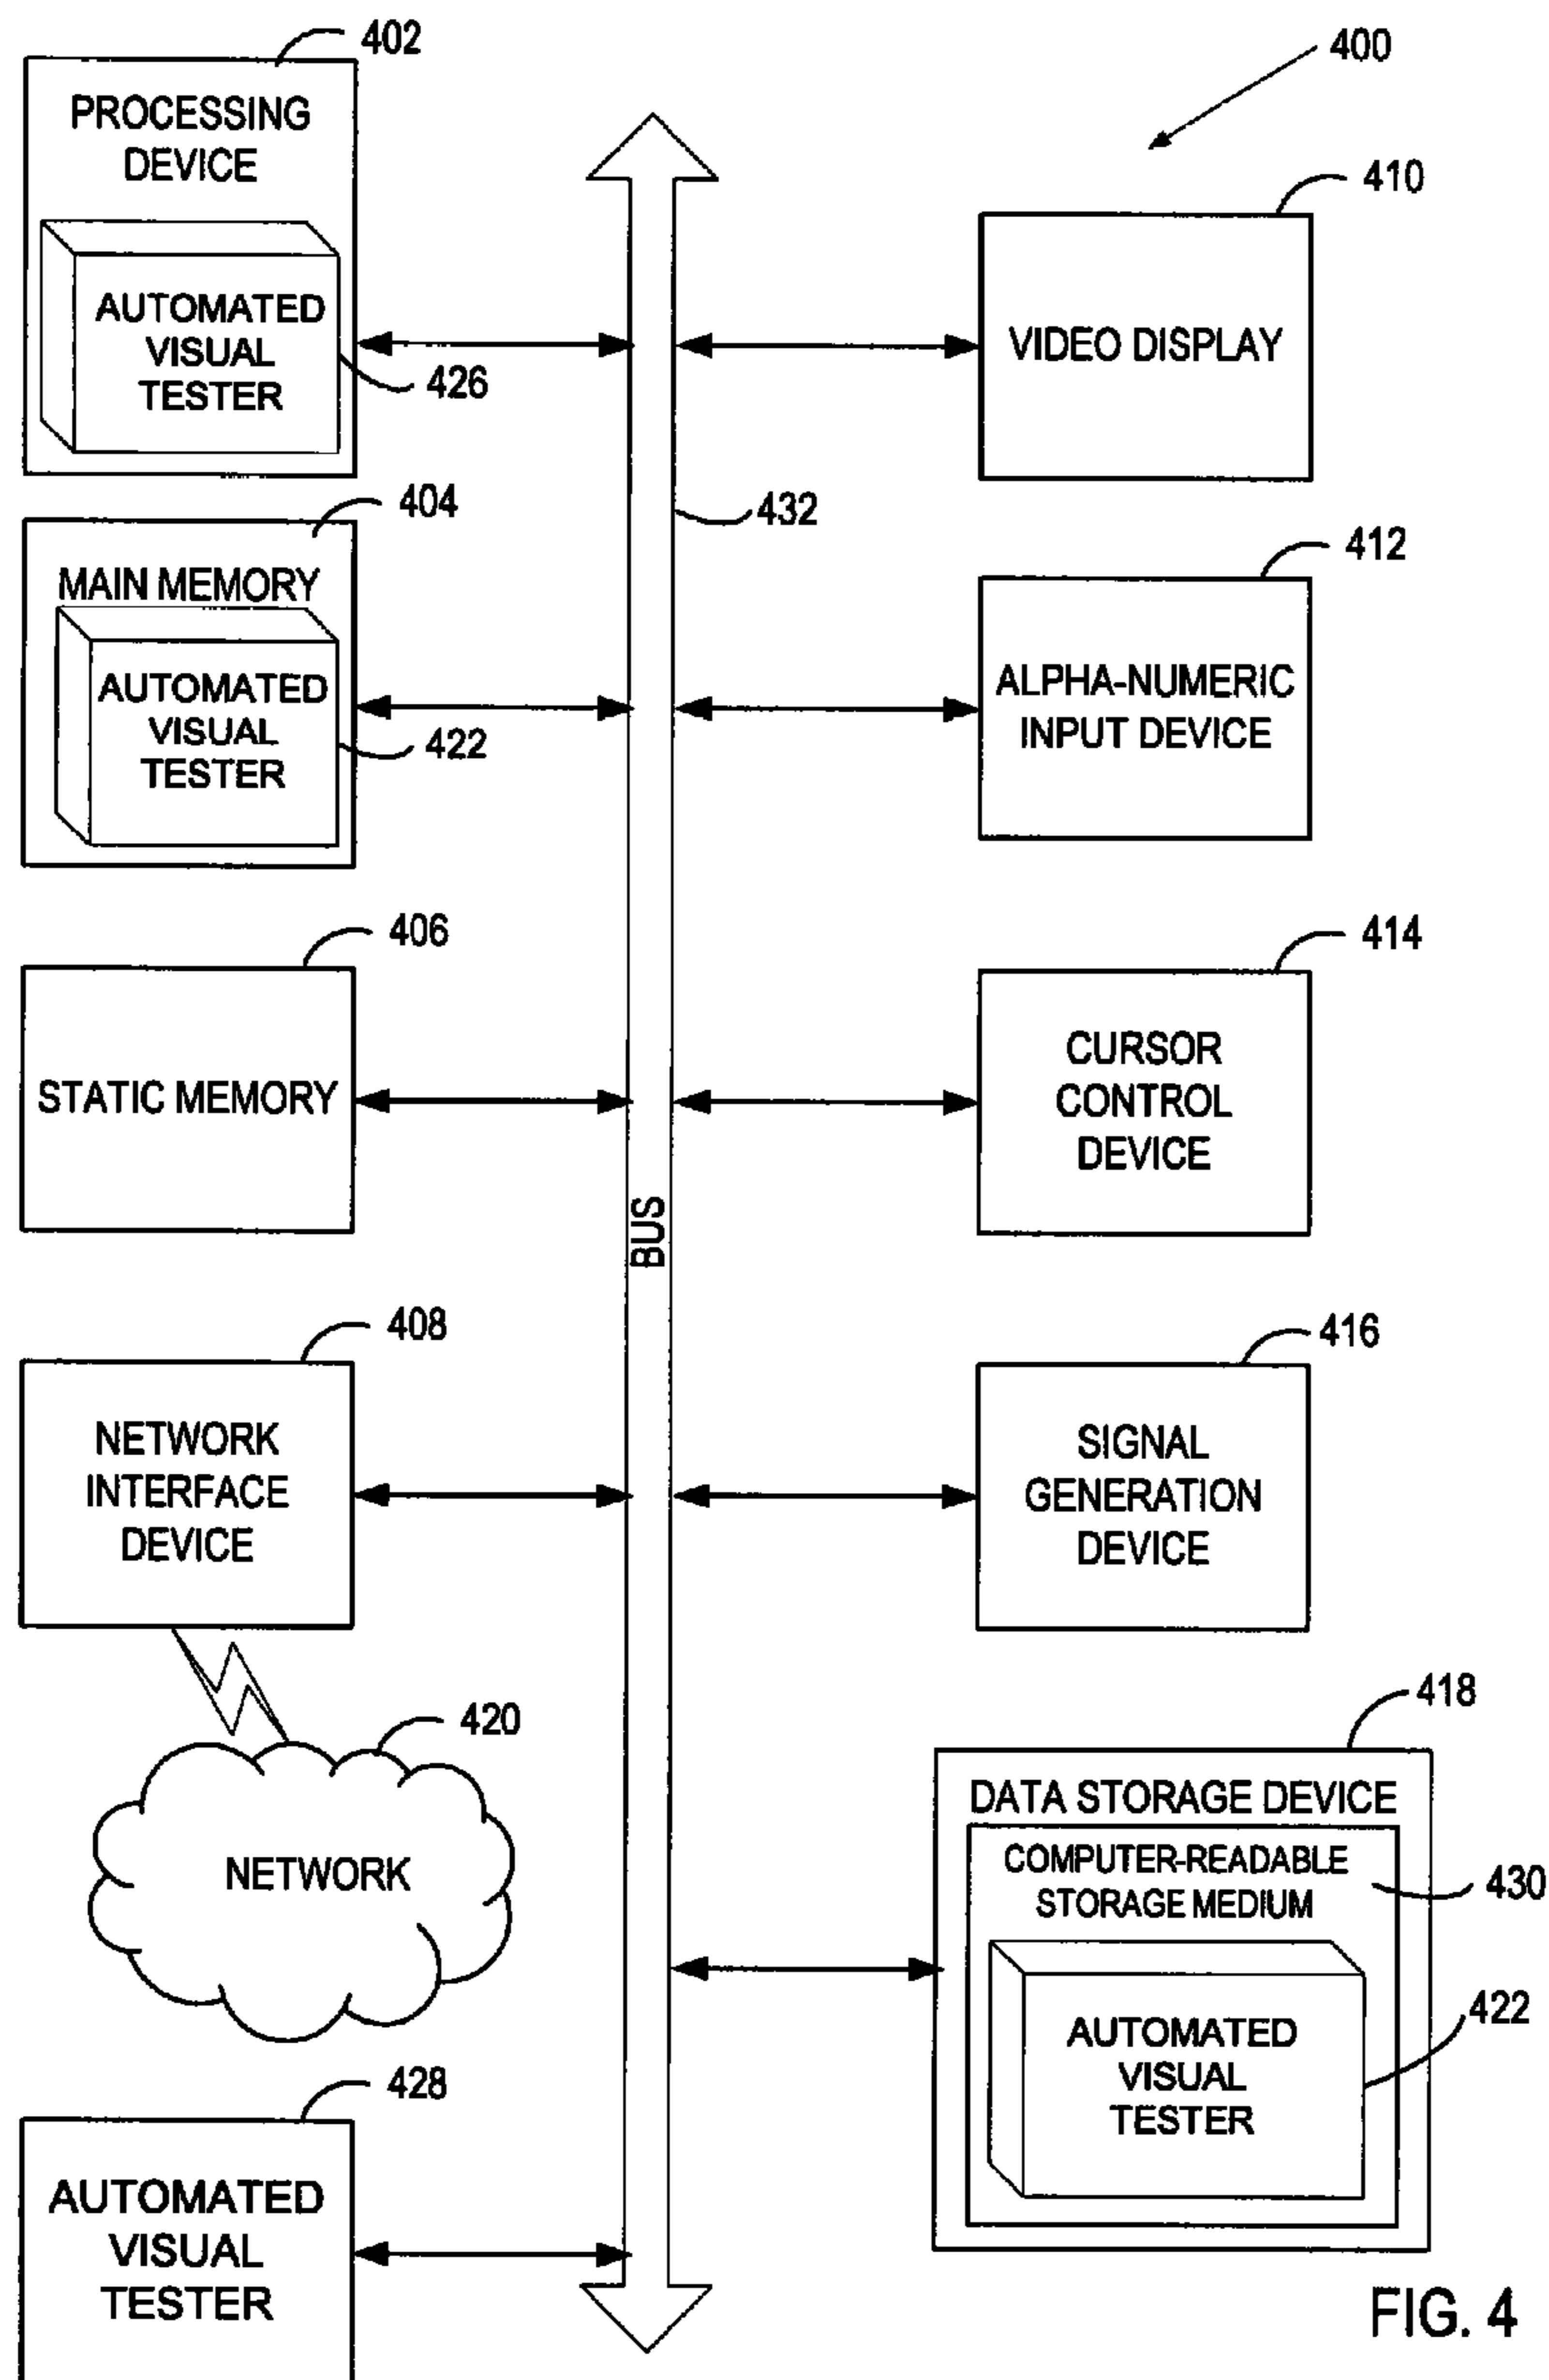 402
PROCESSING
DEVICE
AUTOMATED
VISUAL
TESTER
426
404
MAIN MEMORY
AUTOMATED
VISUAL
TESTER
422
406
STATIC MEMORY
408
NETWORK
INTERFACE
DEVICE
420
NETWORK
428
AUTOMATED
VISUAL
TESTER
432
BUS
400
410
VIDEO DISPLAY
412
ALPHA-NUMERIC
INPUT DEVICE
414
CURSOR
CONTROL
DEVICE
416
SIGNAL
GENERATION
DEVICE
418
DATA STORAGE DEVICE
COMPUTER-READABLE
STORAGE MEDIUM
430
AUTOMATED
VISUAL
TESTER
422
FIG. 4